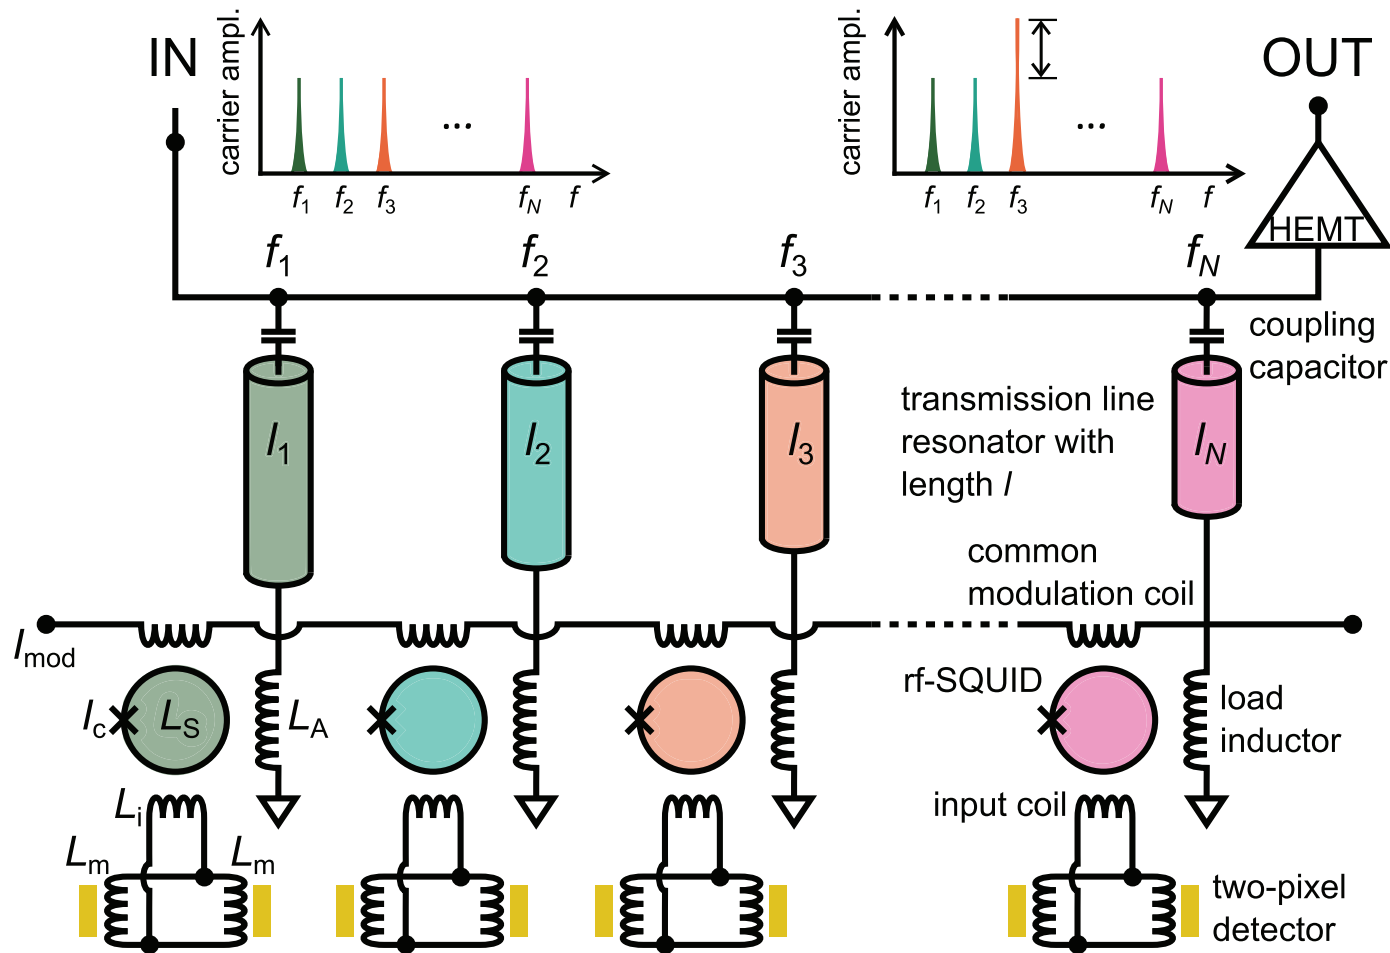 IN
carrier ampl.
f1 f2 f3 ... fN f
carrier ampl.
f1 f2 f3 ... fN f
OUT
HEMT
f1 f2 f3 fN
coupling
capacitor
l1 l2 l3 lN
transmission line
resonator with
length l
common
modulation coil
Imod
rf-SQUID
Ic LS LA
load
inductor
Li
input coil
Lm Lm
two-pixel
detector